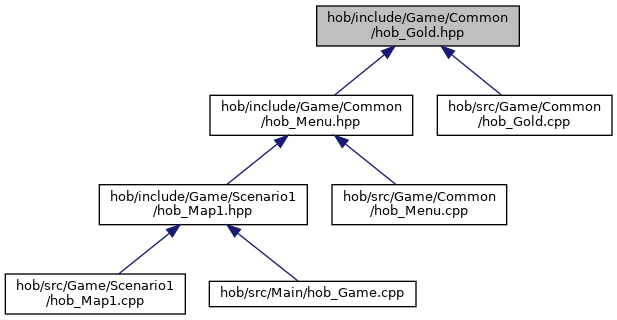 hob/include/Game/Common
/hob_Gold.hpp
hob/include/Game/Common
/hob_Menu.hpp
hob/src/Game/Common
/hob_Gold.cpp
hob/include/Game/Scenario1
/hob_Map1.hpp
hob/src/Game/Common
/hob_Menu.cpp
hob/src/Game/Scenario1
/hob_Map1.cpp
hob/src/Main/hob_Game.cpp